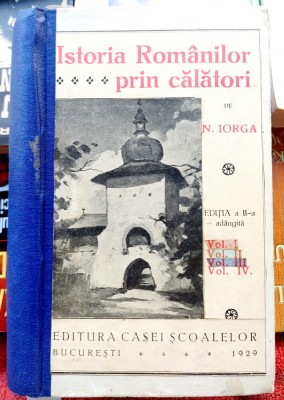 Istoria Românilor
prin călători
DE
N. IORGA
EDIȚIA a II-a
adăugită
Vol. I
Vol. II
Vol. III
Vol. IV.
EDITURA CASEI ȘCOALELOR
BUCUREȘTI 1929